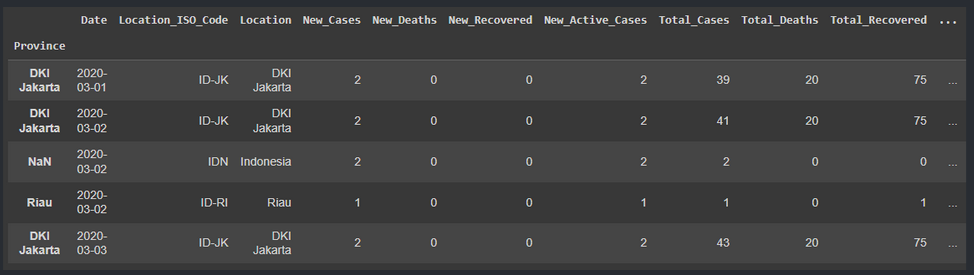 Date Location_ISO_Code Location New_Cases New_Deaths New_Recovered New_Active_Cases Total_Cases Total_Deaths Total_Recovered ...
Province
DKI Jakarta 2020-03-01 ID-JK DKI Jakarta 2 0 0 2 39 20 75 ...
DKI Jakarta 2020-03-02 ID-JK DKI Jakarta 2 0 0 2 41 20 75 ...
NaN 2020-03-02 IDN Indonesia 2 0 0 2 2 0 0 ...
Riau 2020-03-02 ID-RI Riau 1 0 0 1 1 0 1 ...
DKI Jakarta 2020-03-03 ID-JK DKI Jakarta 2 0 0 2 43 20 75 ...